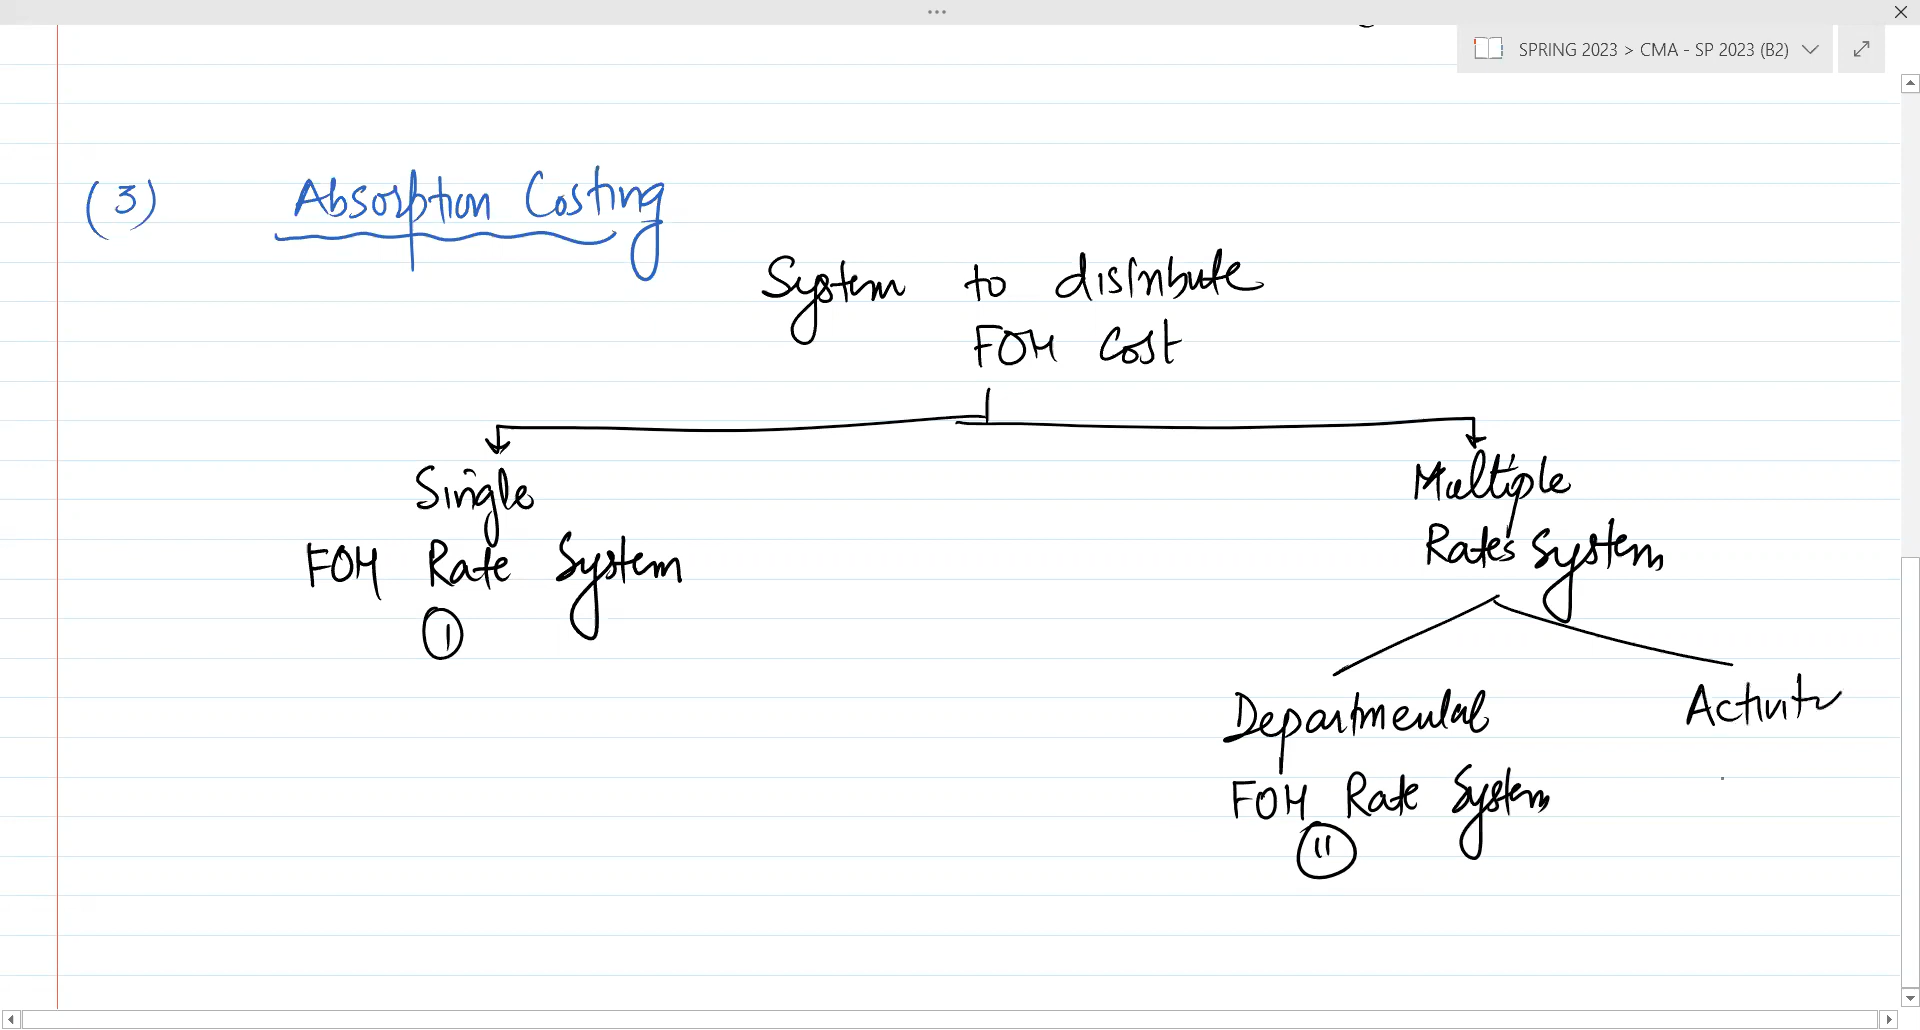 ...
SPRING 2023 > CMA - SP 2023 (B2)
(3) Absorption Costing
System to distribute
FOH Cost
Single
FOH Rate System
(I)
Multiple
Rates System
Departmental
FOH Rate System
(II)
Activit